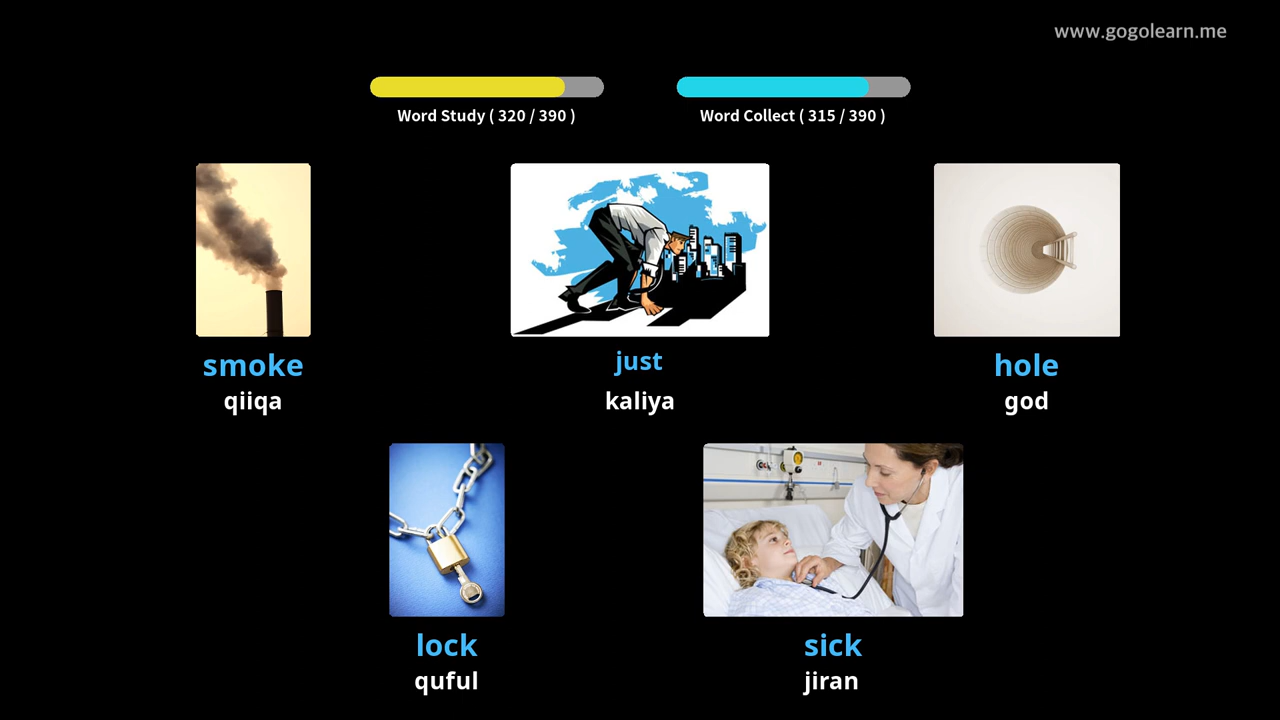 www.gogolearn.me
Word Study ( 320 / 390 )
Word Collect ( 315 / 390 )
smoke
qiiqa
just
kaliya
hole
god
lock
quful
sick
jiran